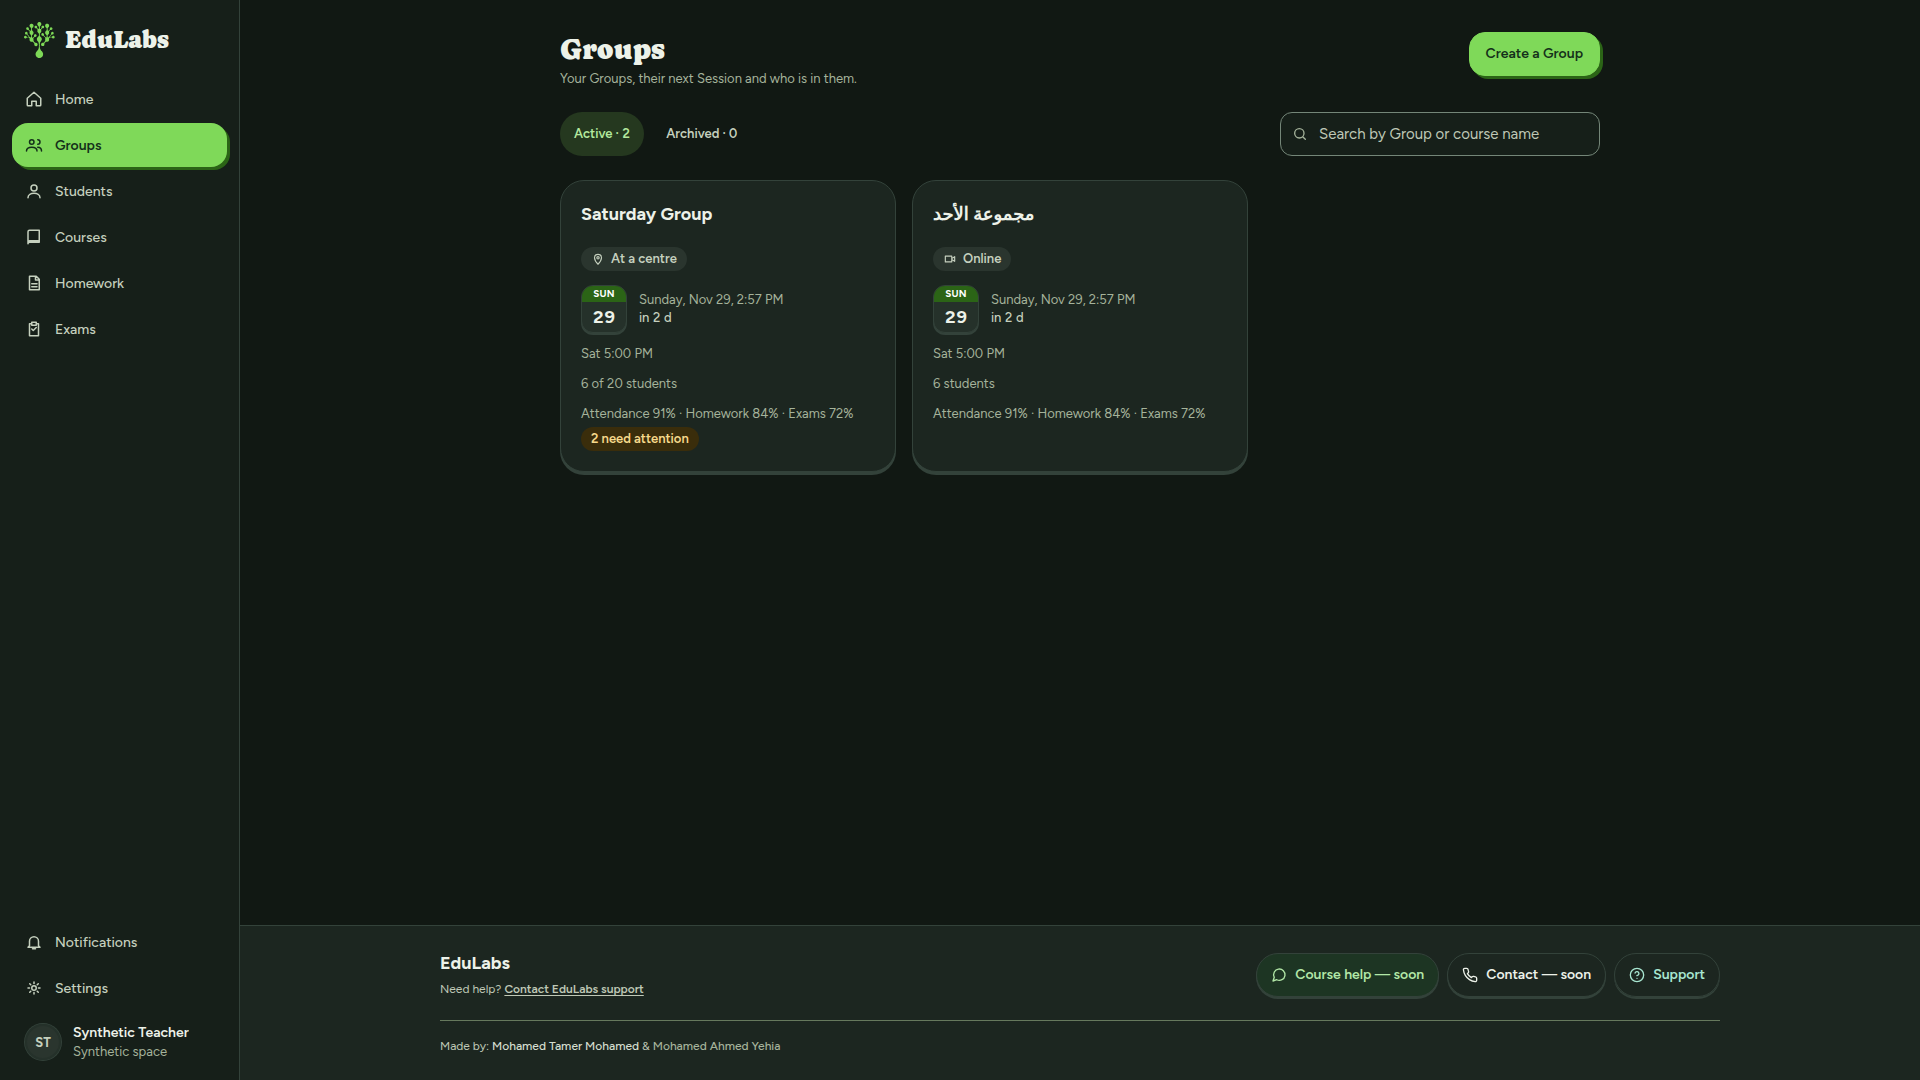 EduLabs
Home
Groups
Students
Courses
Homework
Exams
Notifications
Settings
ST
Synthetic Teacher
Synthetic space
Groups
Your Groups, their next Session and who is in them.
Create a Group
Active · 2
Archived · 0
Search by Group or course name
Saturday Group
At a centre
SUN
29
Sunday, Nov 29, 2:57 PM
in 2 d
Sat 5:00 PM
6 of 20 students
Attendance 91% · Homework 84% · Exams 72%
2 need attention
مجموعة الأحد
Online
SUN
29
Sunday, Nov 29, 2:57 PM
in 2 d
Sat 5:00 PM
6 students
Attendance 91% · Homework 84% · Exams 72%
EduLabs
Need help? Contact EduLabs support
Course help — soon
Contact — soon
Support
Made by: Mohamed Tamer Mohamed & Mohamed Ahmed Yehia